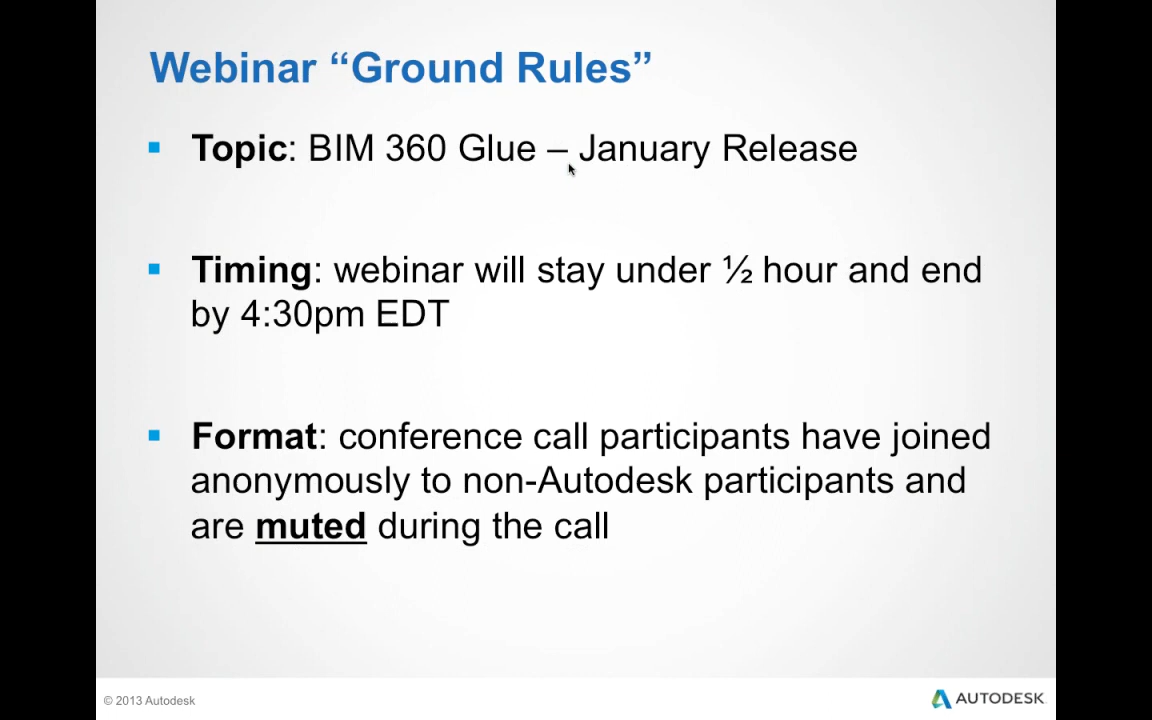 Webinar “Ground Rules”
▪ Topic: BIM 360 Glue – January Release
▪ Timing: webinar will stay under ½ hour and end
by 4:30pm EDT
▪ Format: conference call participants have joined
anonymously to non-Autodesk participants and
are muted during the call
© 2013 Autodesk
AUTODESK.